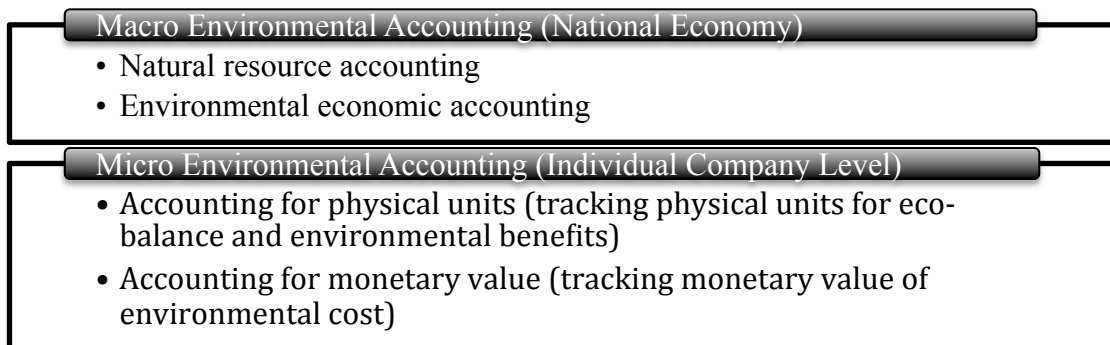 Macro Environmental Accounting (National Economy)
• Natural resource accounting
• Environmental economic accounting
Micro Environmental Accounting (Individual Company Level)
• Accounting for physical units (tracking physical units for eco-
balance and environmental benefits)
• Accounting for monetary value (tracking monetary value of
environmental cost)